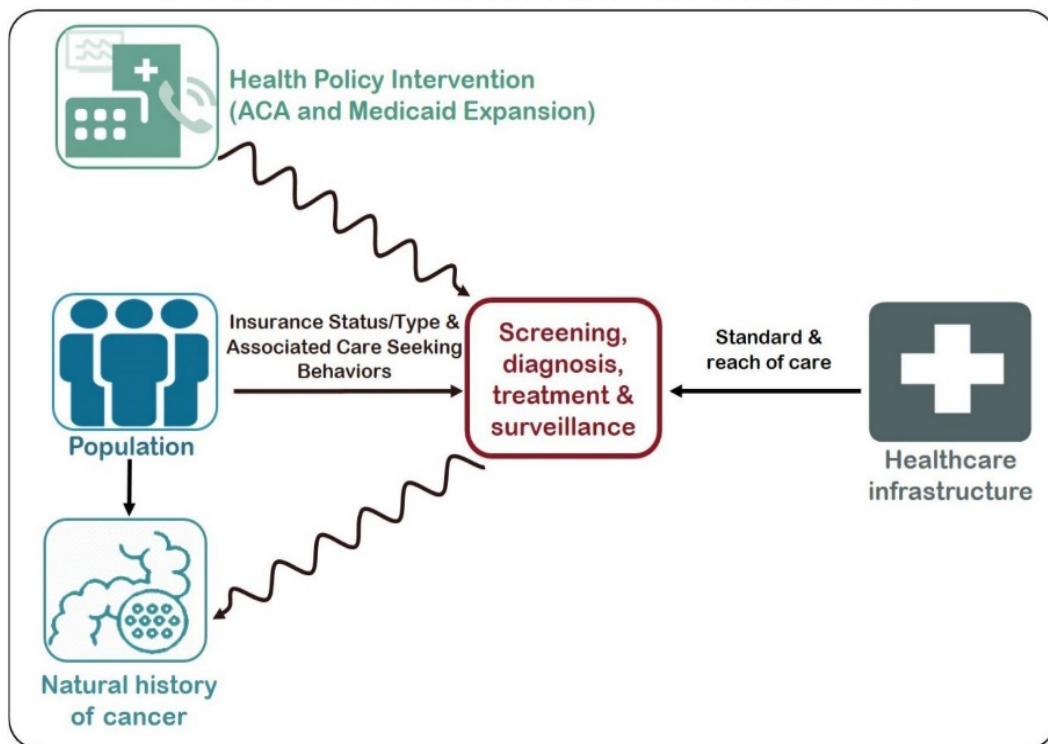 Health Policy Intervention
(ACA and Medicaid Expansion)
Insurance Status/Type &
Associated Care Seeking
Behaviors
Population
Screening,
diagnosis,
treatment &
surveillance
Standard &
reach of care
Healthcare
infrastructure
Natural history
of cancer